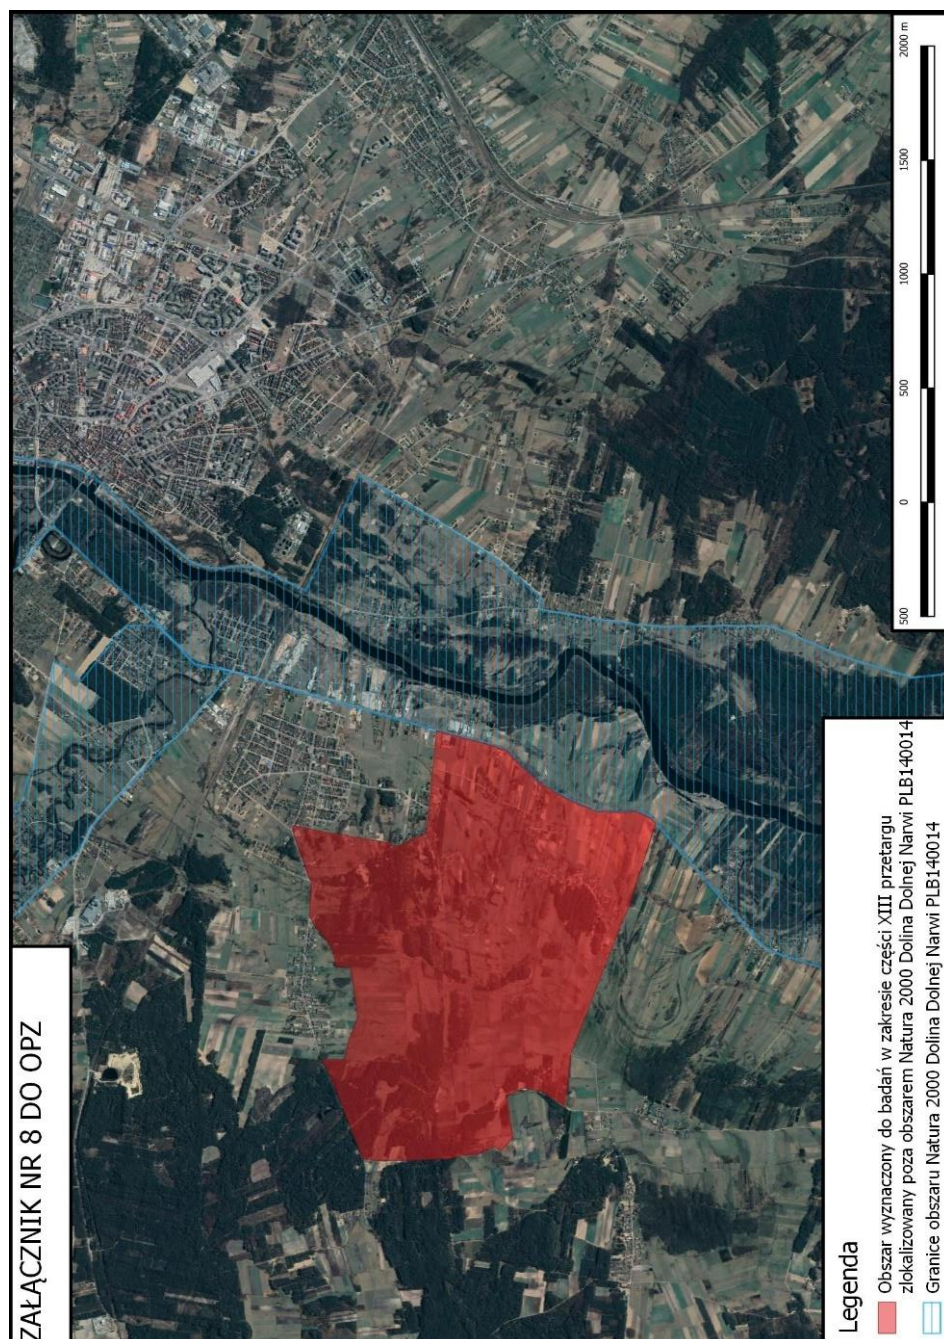 ZAŁĄCZNIK NR 8 DO OPZ
Legenda
Obszar wyznaczony do badań w zakresie części XIII przetargu
zlokalizowany poza obszarem Natura 2000 Dolina Dolnej Narwi PLB140014
Granice obszaru Natura 2000 Dolina Dolnej Narwi PLB140014
500 0 500 1000 1500 2000 m